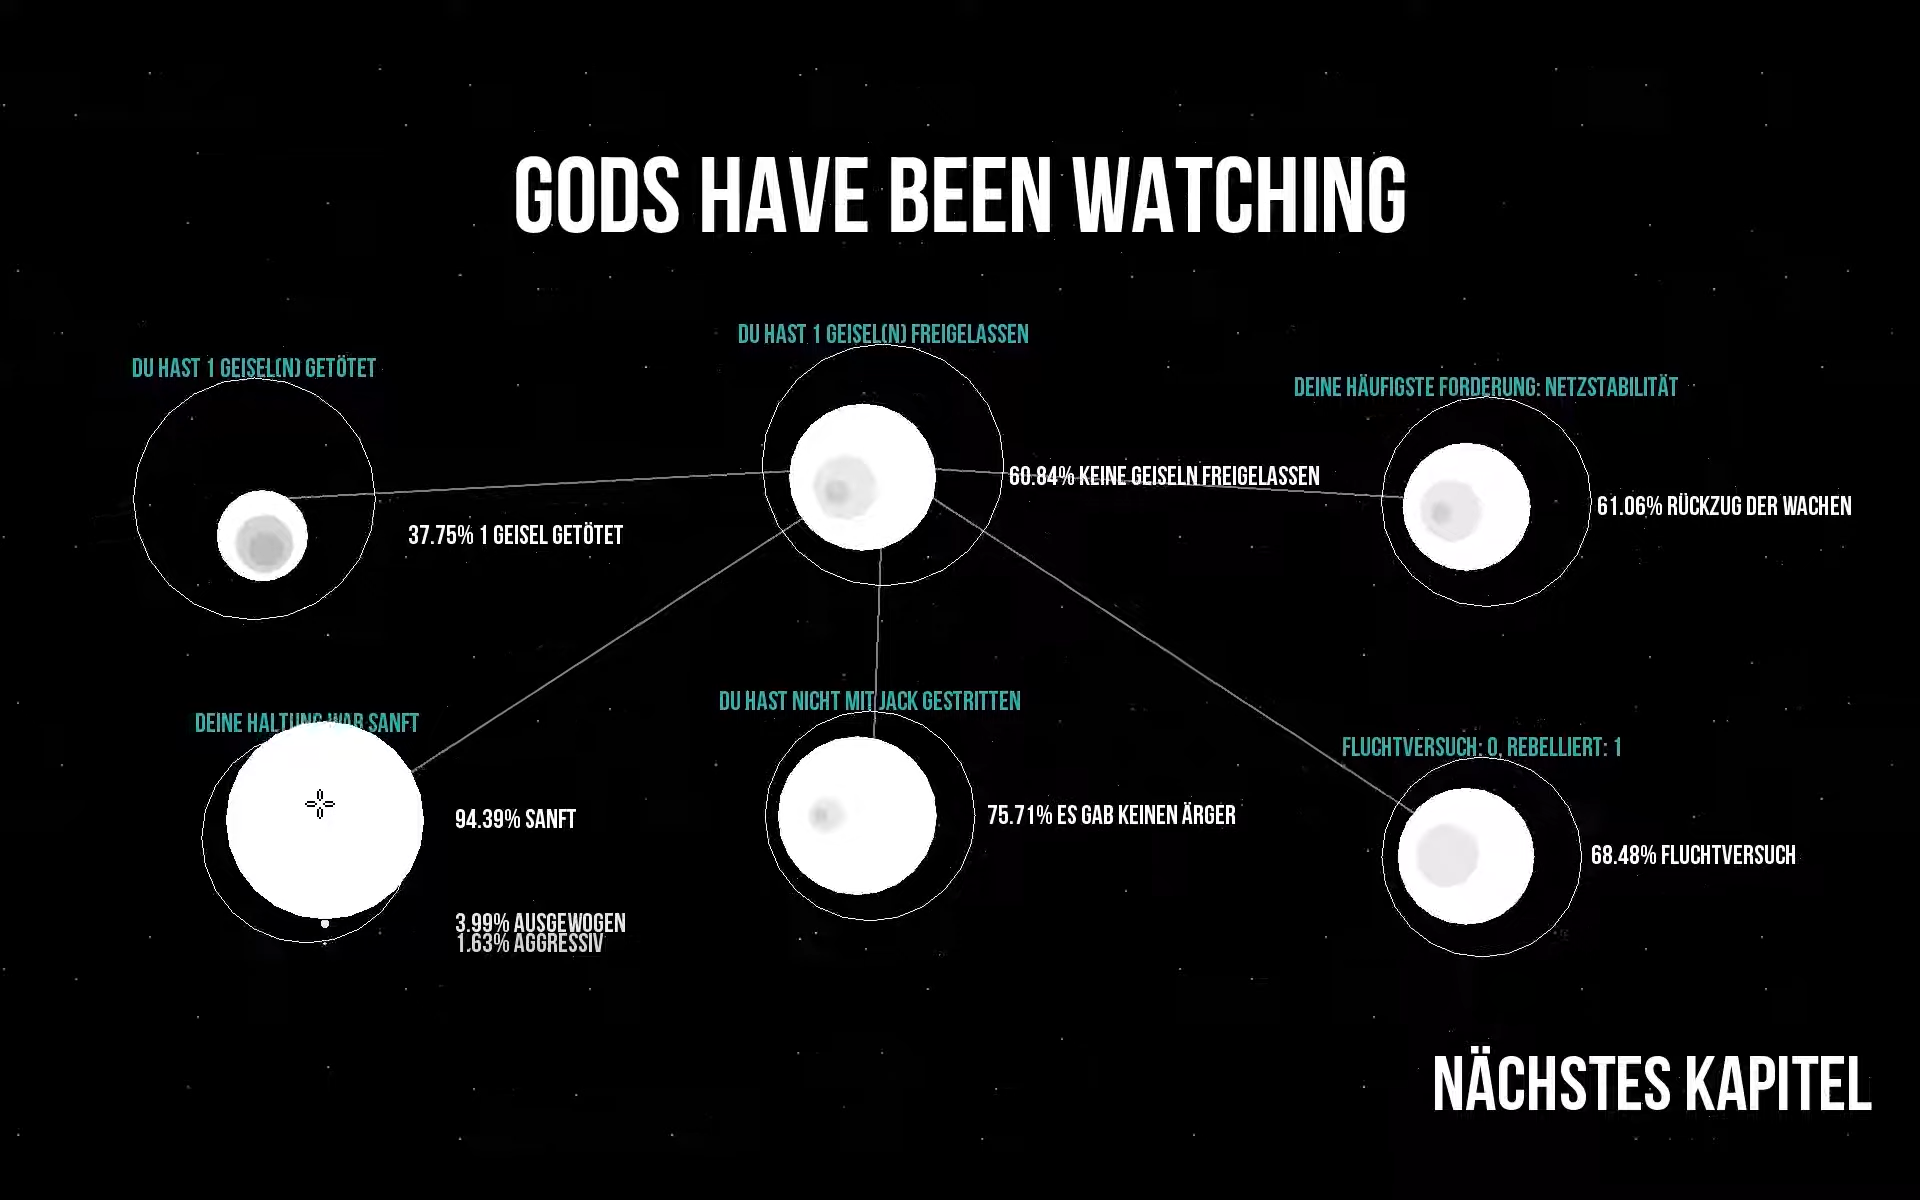 GODS HAVE BEEN WATCHING
DU HAST 1 GEISEL(N) GETÖTET
37.75% 1 GEISEL GETÖTET
DU HAST 1 GEISEL(N) FREIGELASSEN
60.84% KEINE GEISELN FREIGELASSEN
DEINE HÄUFIGSTE FORDERUNG: NETZSTABILITÄT
61.06% RÜCKZUG DER WACHEN
DEINE HALTUNG WAR SANFT
94.39% SANFT
3.99% AUSGEWOGEN
1.63% AGGRESSIV
DU HAST NICHT MIT JACK GESTRITTEN
75.71% ES GAB KEINEN ÄRGER
FLUCHTVERSUCH: 0, REBELLIERT: 1
68.48% FLUCHTVERSUCH
NÄCHSTES KAPITEL